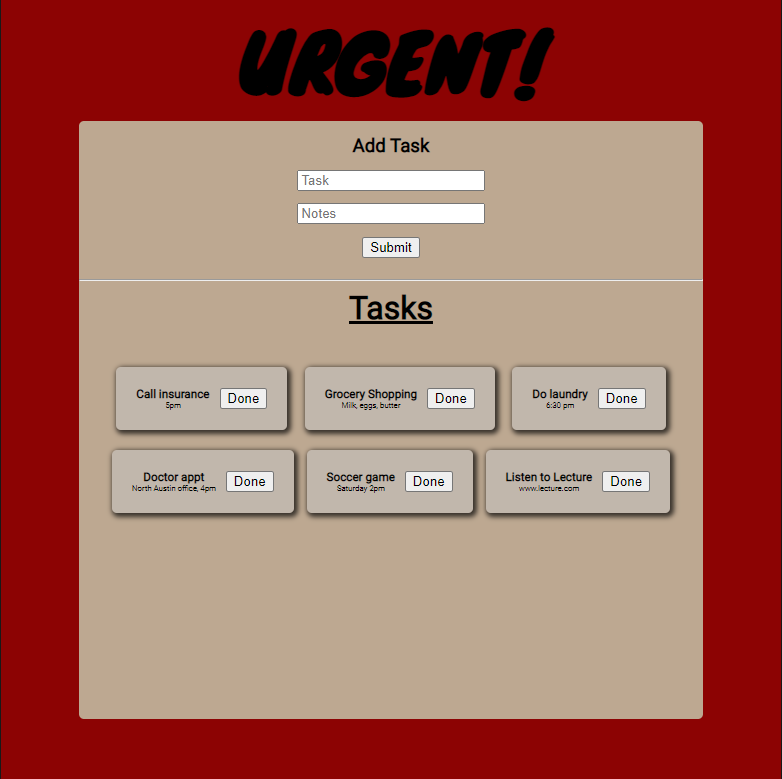 URGENT!
Add Task
Task
Notes
Submit
Tasks
Call insurance
5pm
Done
Grocery Shopping
Milk, eggs, butter
Done
Do laundry
6:30 pm
Done
Doctor appt
North Austin office, 4pm
Done
Soccer game
Saturday 2pm
Done
Listen to Lecture
www.lecture.com
Done